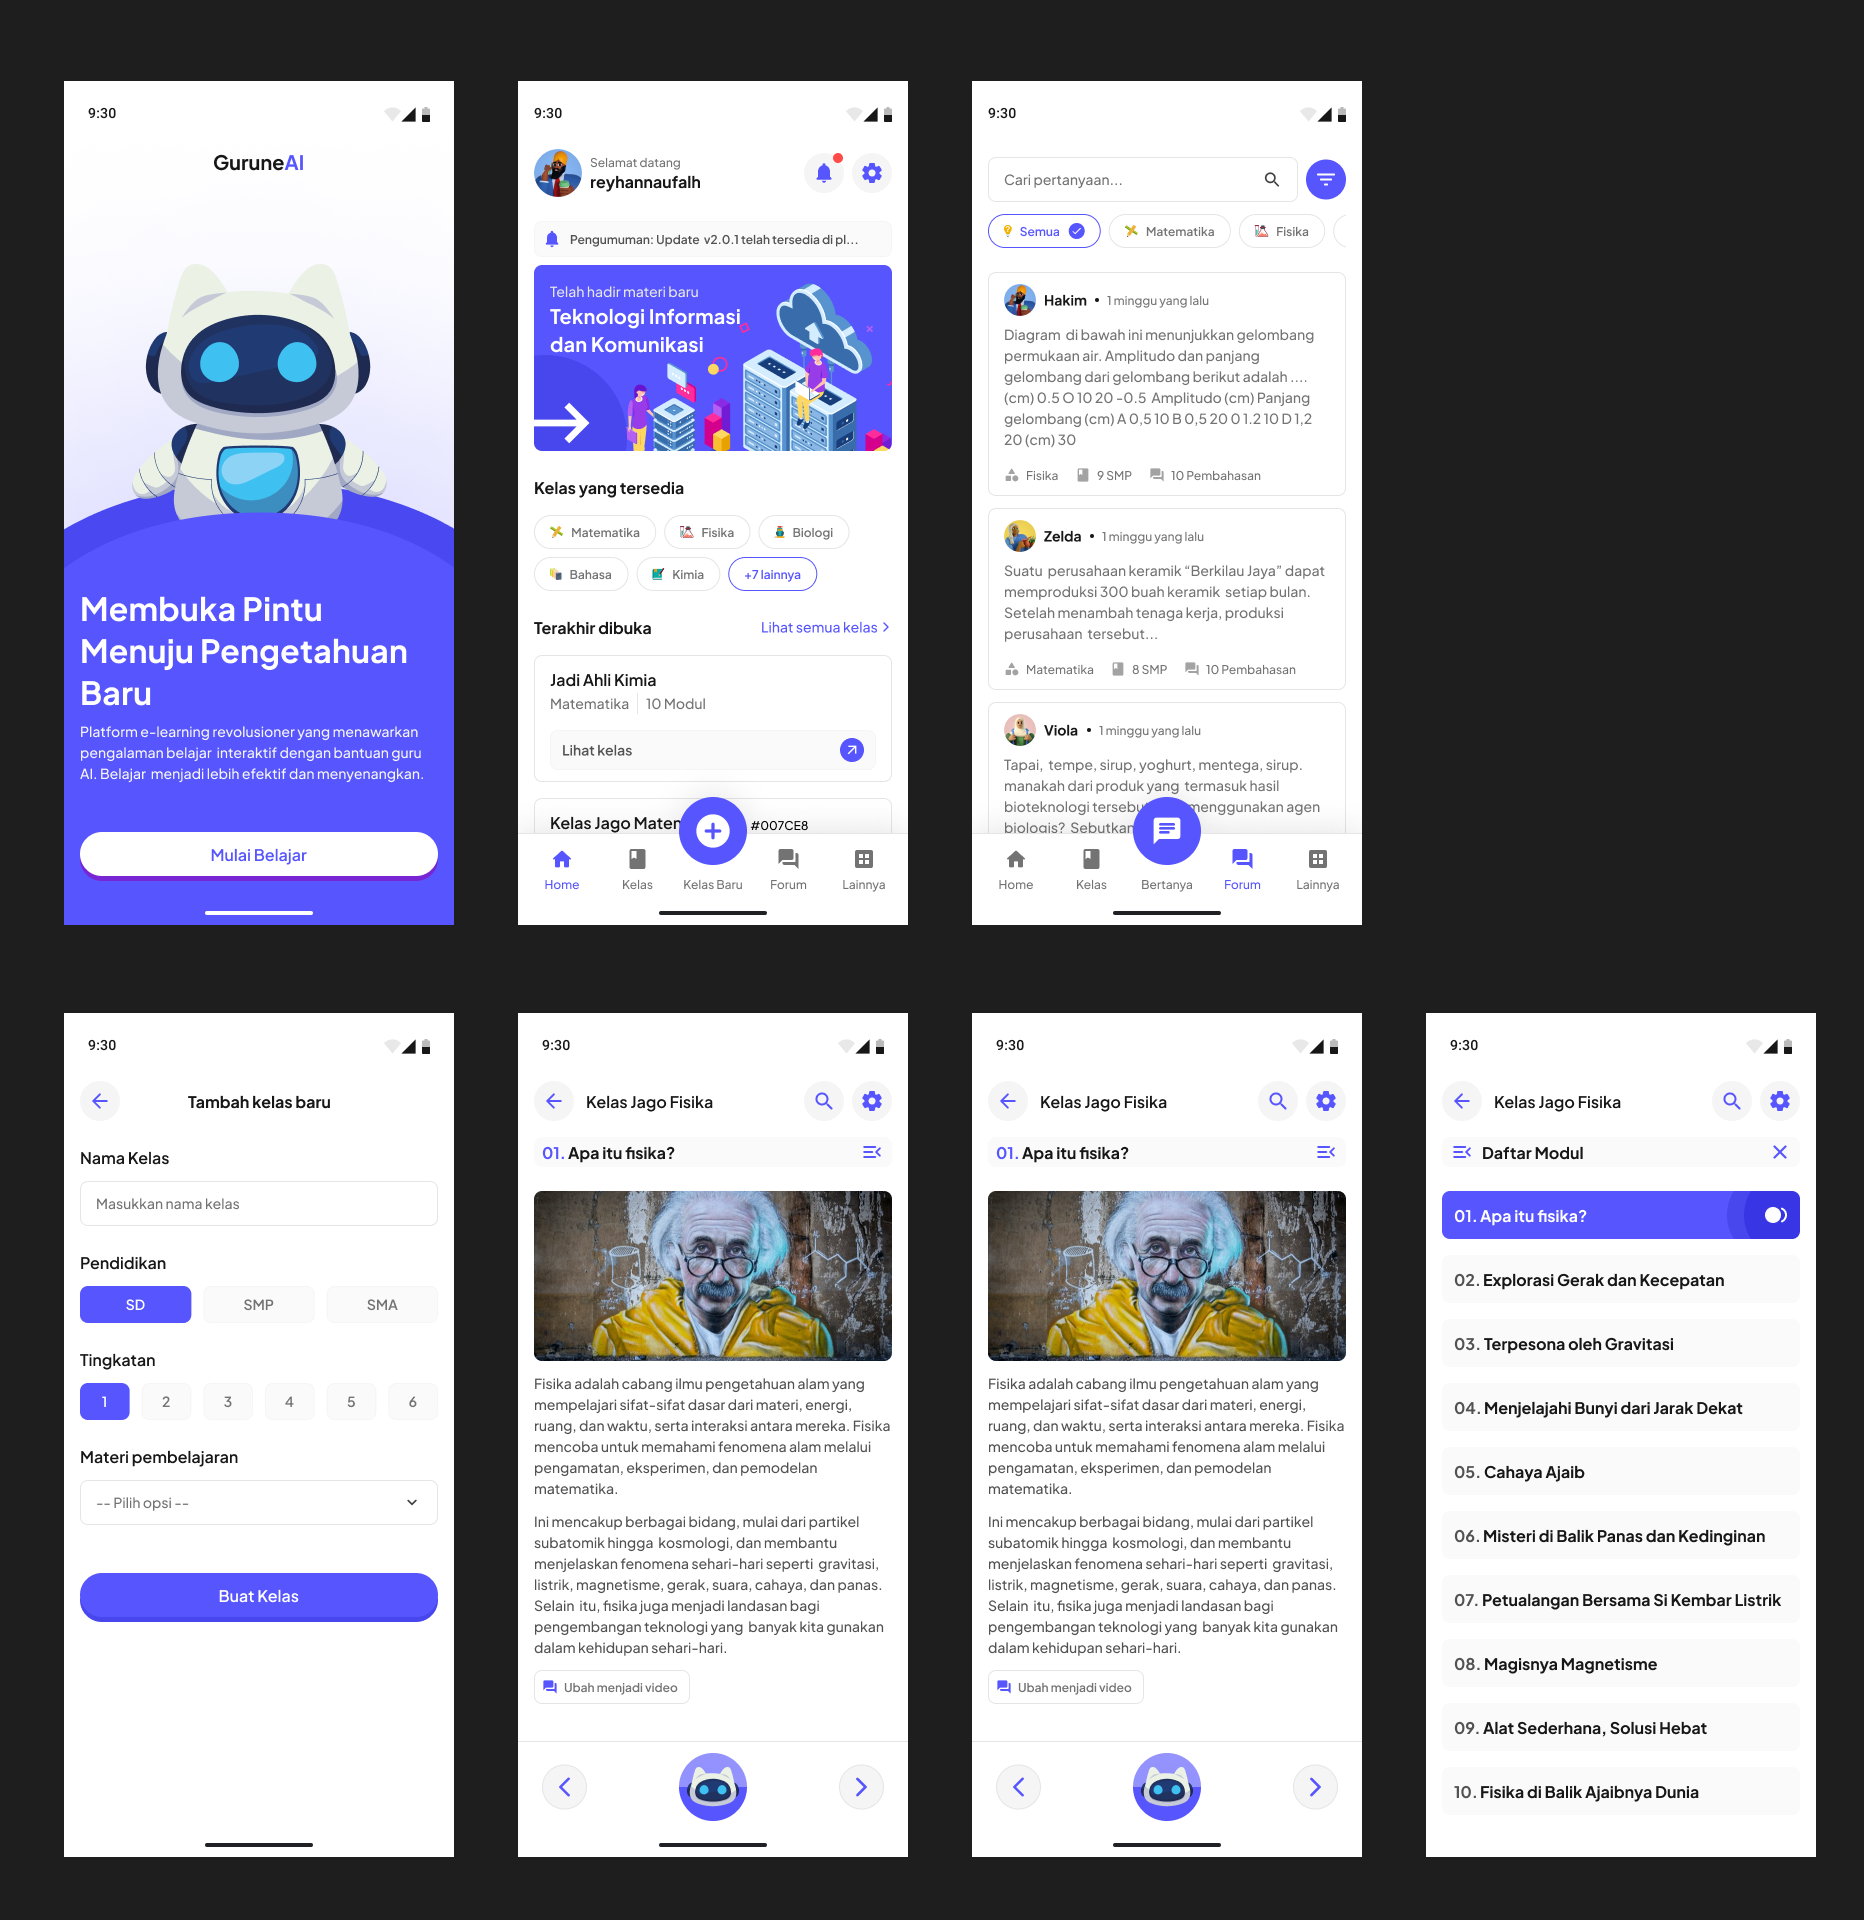 9:30
GuruneAI
Membuka Pintu
Menuju Pengetahuan
Baru
Platform e-learning revolusioner yang menawarkan
pengalaman belajar interaktif dengan bantuan guru
AI. Belajar menjadi lebih efektif dan menyenangkan.
Mulai Belajar
9:30
Selamat datang
reyhannaufalh
Pengumuman: Update v2.0.1 telah tersedia di pl...
Telah hadir materi baru
Teknologi Informasi
dan Komunikasi
Kelas yang tersedia
Matematika
Fisika
Biologi
Bahasa
Kimia
+7 lainnya
Terakhir dibuka
Lihat semua kelas
Jadi Ahli Kimia
Matematika
10 Modul
Lihat kelas
Kelas Jago Maten
#007CE8
Home
Kelas
Kelas Baru
Forum
Lainnya
9:30
Cari pertanyaan...
Semua
Matematika
Fisika
Hakim • 1 minggu yang lalu
Diagram di bawah ini menunjukkan gelombang
permukaan air. Amplitudo dan panjang
gelombang dari gelombang berikut adalah ....
(cm) 0.5 O 10 20 -0.5 Amplitudo (cm) Panjang
gelombang (cm) A 0,5 10 B 0,5 20 0 1.2 10 D 1,2
20 (cm) 30
Fisika
9 SMP
10 Pembahasan
Zelda • 1 minggu yang lalu
Suatu perusahaan keramik “Berkilau Jaya” dapat
memproduksi 300 buah keramik setiap bulan.
Setelah menambah tenaga kerja, produksi
perusahaan tersebut...
Matematika
8 SMP
10 Pembahasan
Viola • 1 minggu yang lalu
Tapai, tempe, sirup, yoghurt, mentega, sirup.
manakah dari produk yang termasuk hasil
bioteknologi tersebu menggunakan agen
biologis? Sebutkan
Home
Kelas
Bertanya
Forum
Lainnya
9:30
Tambah kelas baru
Nama Kelas
Masukkan nama kelas
Pendidikan
SD
SMP
SMA
Tingkatan
1
2
3
4
5
6
Materi pembelajaran
-- Pilih opsi --
Buat Kelas
9:30
Kelas Jago Fisika
01. Apa itu fisika?
Fisika adalah cabang ilmu pengetahuan alam yang
mempelajari sifat-sifat dasar dari materi, energi,
ruang, dan waktu, serta interaksi antara mereka. Fisika
mencoba untuk memahami fenomena alam melalui
pengamatan, eksperimen, dan pemodelan
matematika.
Ini mencakup berbagai bidang, mulai dari partikel
subatomik hingga kosmologi, dan membantu
menjelaskan fenomena sehari-hari seperti gravitasi,
listrik, magnetisme, gerak, suara, cahaya, dan panas.
Selain itu, fisika juga menjadi landasan bagi
pengembangan teknologi yang banyak kita gunakan
dalam kehidupan sehari-hari.
Ubah menjadi video
9:30
Kelas Jago Fisika
01. Apa itu fisika?
Fisika adalah cabang ilmu pengetahuan alam yang
mempelajari sifat-sifat dasar dari materi, energi,
ruang, dan waktu, serta interaksi antara mereka. Fisika
mencoba untuk memahami fenomena alam melalui
pengamatan, eksperimen, dan pemodelan
matematika.
Ini mencakup berbagai bidang, mulai dari partikel
subatomik hingga kosmologi, dan membantu
menjelaskan fenomena sehari-hari seperti gravitasi,
listrik, magnetisme, gerak, suara, cahaya, dan panas.
Selain itu, fisika juga menjadi landasan bagi
pengembangan teknologi yang banyak kita gunakan
dalam kehidupan sehari-hari.
Ubah menjadi video
9:30
Kelas Jago Fisika
Daftar Modul
01. Apa itu fisika?
02. Explorasi Gerak dan Kecepatan
03. Terpesona oleh Gravitasi
04. Menjelajahi Bunyi dari Jarak Dekat
05. Cahaya Ajaib
06. Misteri di Balik Panas dan Kedinginan
07. Petualangan Bersama Si Kembar Listrik
08. Magisnya Magnetisme
09. Alat Sederhana, Solusi Hebat
10. Fisika di Balik Ajaibnya Dunia